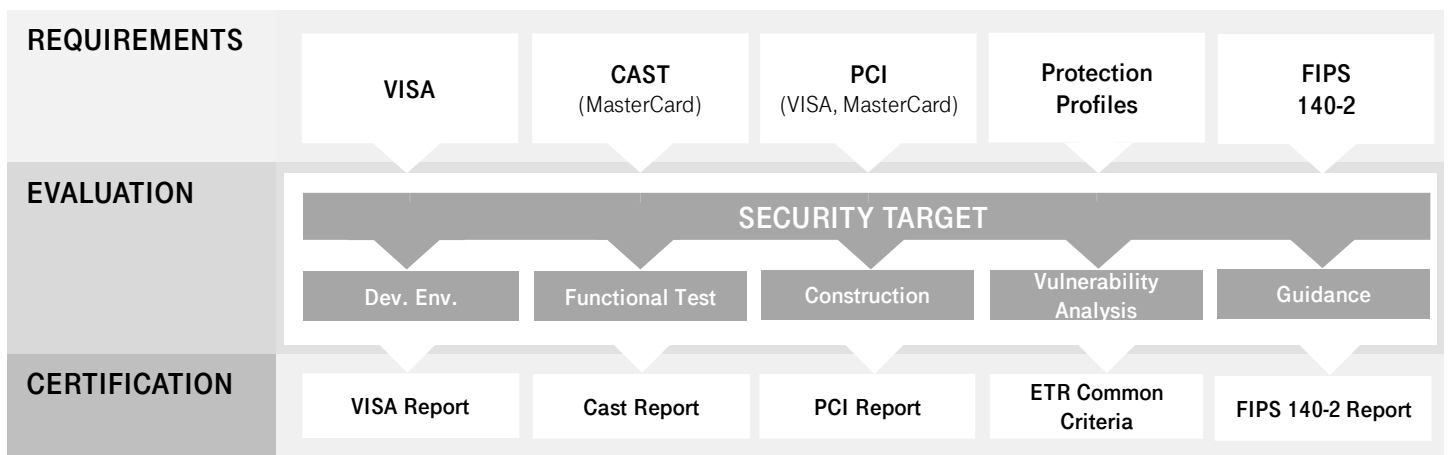 REQUIREMENTS
VISA
CAST
(MasterCard)
PCI
(VISA, MasterCard)
Protection
Profiles
FIPS
140-2
EVALUATION
SECURITY TARGET
Dev. Env.
Functional Test
Construction
Vulnerability
Analysis
Guidance
CERTIFICATION
VISA Report
Cast Report
PCI Report
ETR Common
Criteria
FIPS 140-2 Report